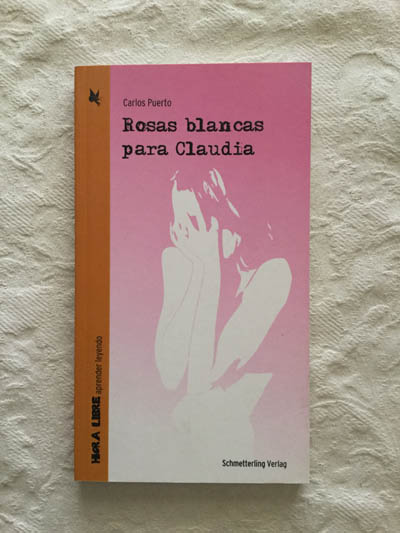 Carlos Puerto
Rosas blancas
para Claudia
HORA LIBRE aprender leyendo
Schmetterling Verlag